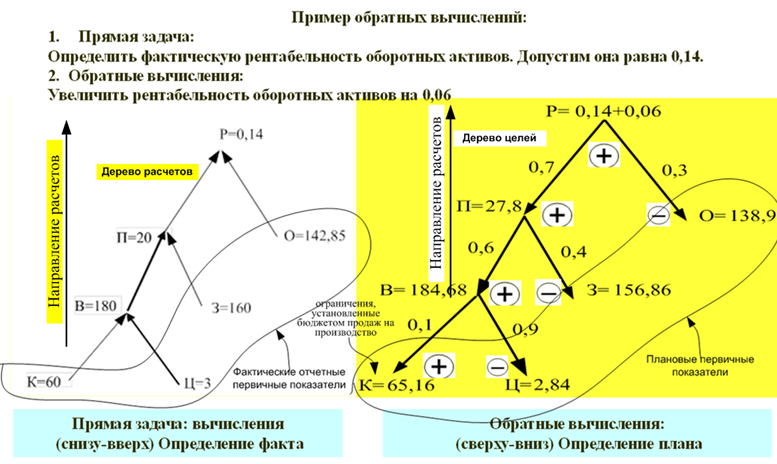 Пример обратных вычислений:
1. Прямая задача:
Определить фактическую рентабельность оборотных активов. Допустим она равна 0,14.
2. Обратные вычисления:
Увеличить рентабельность оборотных активов на 0,06
Направление расчетов
Дерево расчетов
Р=0,14
П=20
О=142,85
В=180
З=160
К=60
Ц=3
Фактические отчетные
первичные показатели
Прямая задача: вычисления
(снизу-вверх) Определение факта
Направление расчетов
Дерево целей
Р= 0,14+0,06
+
0,7
0,3
П=27,8
+
–
О=138,9
0,6
0,4
В= 184,68
+
–
З=156,86
ограничения,
установленные
бюджетом продаж на
производство
0,1
0,9
+
–
К=65,16
Ц=2,84
Плановые первичные
показатели
Обратные вычисления:
(сверху-вниз) Определение плана